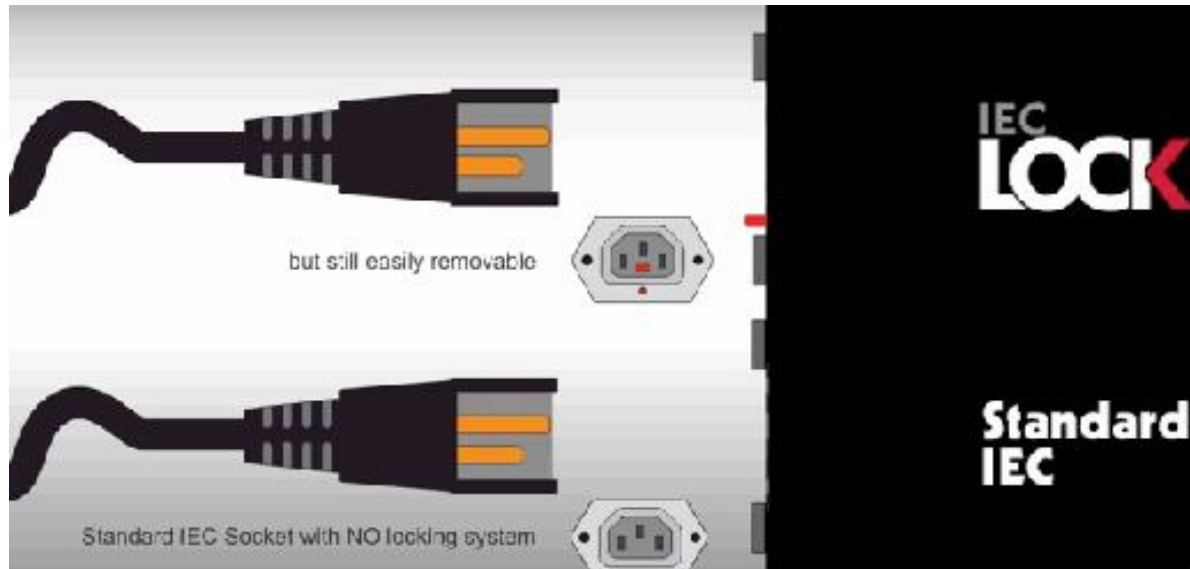 IEC
LOCK
but still easily removable
Standard
IEC
Standard IEC Socket with NO locking system